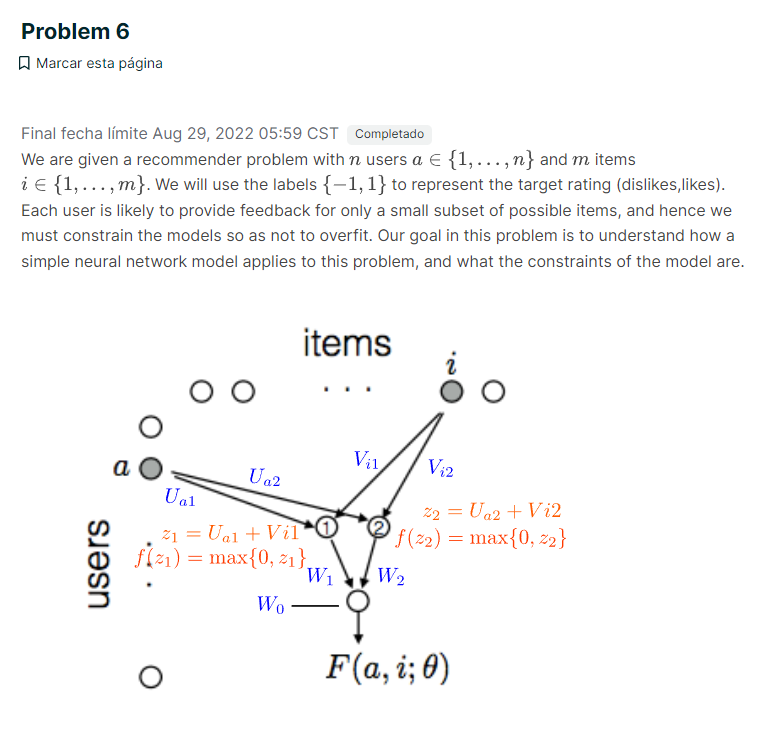 Problem 6
Marcar esta página
Final fecha límite Aug 29, 2022 05:59 CST Completado
We are given a recommender problem with n users a ∈ {1, . . . , n} and m items
i ∈ {1, . . . , m}. We will use the labels {−1, 1} to represent the target rating (dislikes,likes).
Each user is likely to provide feedback for only a small subset of possible items, and hence we
must constrain the models so as not to overfit. Our goal in this problem is to understand how a
simple neural network model applies to this problem, and what the constraints of the model are.
items
i
. . .
a
V_{i1}
V_{i2}
U_{a2}
U_{a1}
z_2 = U_{a2} + Vi2
z_1 = U_{a1} + Vi1
1
2
f(z_2) = max{0, z_2}
f(z_1) = max{0, z_1}
users
. . .
W_1
W_2
W_0
F(a, i; θ)